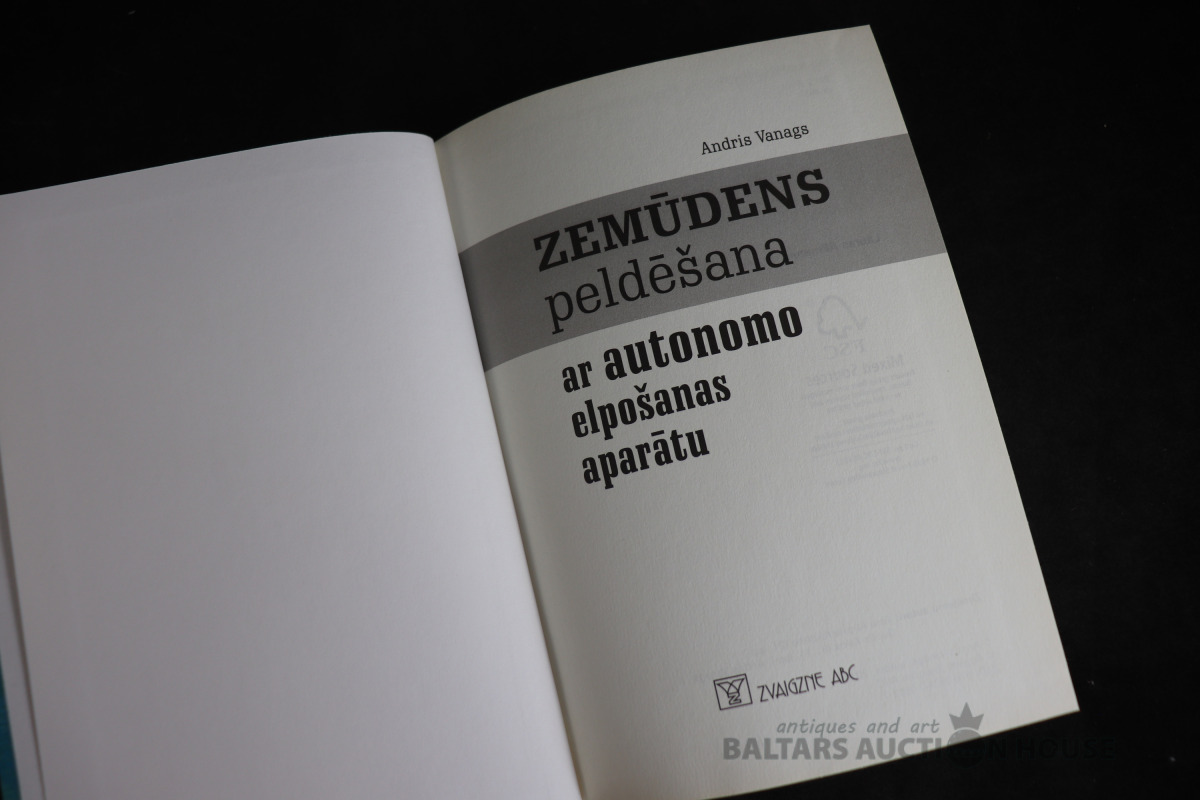 Andris Vanags
ZEMŪDENS
peldēšana
ar autonomo
elpošanas
aparātu
ZVAIGZNE ABC
antiques and art
BALTARS AUCTION HOUSE